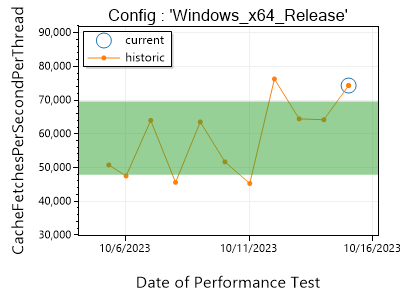 Config : 'Windows_x64_Release'
CacheFetchesPerSecondPerThread
current
historic
90,000
80,000
70,000
60,000
50,000
40,000
30,000
10/6/2023
10/11/2023
10/16/2023
Date of Performance Test